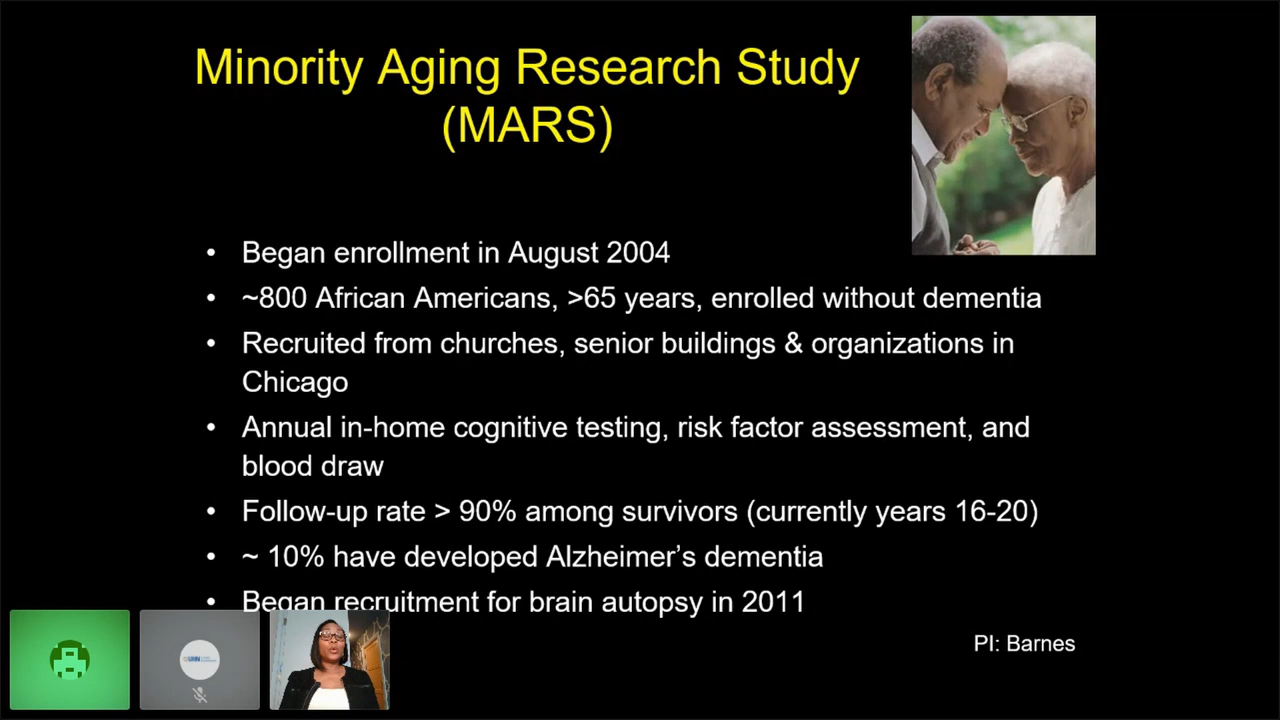 Minority Aging Research Study
(MARS)
• Began enrollment in August 2004
• ~800 African Americans, >65 years, enrolled without dementia
• Recruited from churches, senior buildings & organizations in
Chicago
• Annual in-home cognitive testing, risk factor assessment, and
blood draw
• Follow-up rate > 90% among survivors (currently years 16-20)
• ~ 10% have developed Alzheimer’s dementia
• Began recruitment for brain autopsy in 2011
PI: Barnes